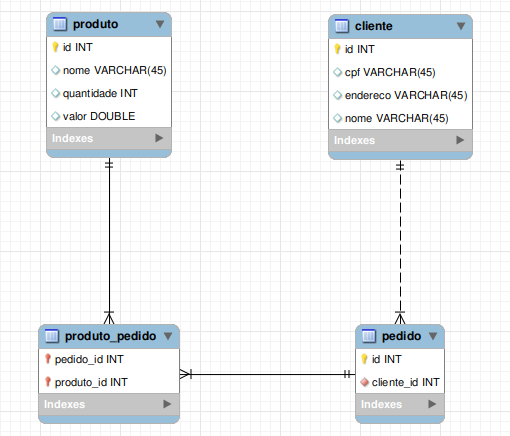 produto
id INT
nome VARCHAR(45)
quantidade INT
valor DOUBLE
Indexes
cliente
id INT
cpf VARCHAR(45)
endereco VARCHAR(45)
nome VARCHAR(45)
Indexes
produto_pedido
pedido_id INT
produto_id INT
Indexes
pedido
id INT
cliente_id INT
Indexes